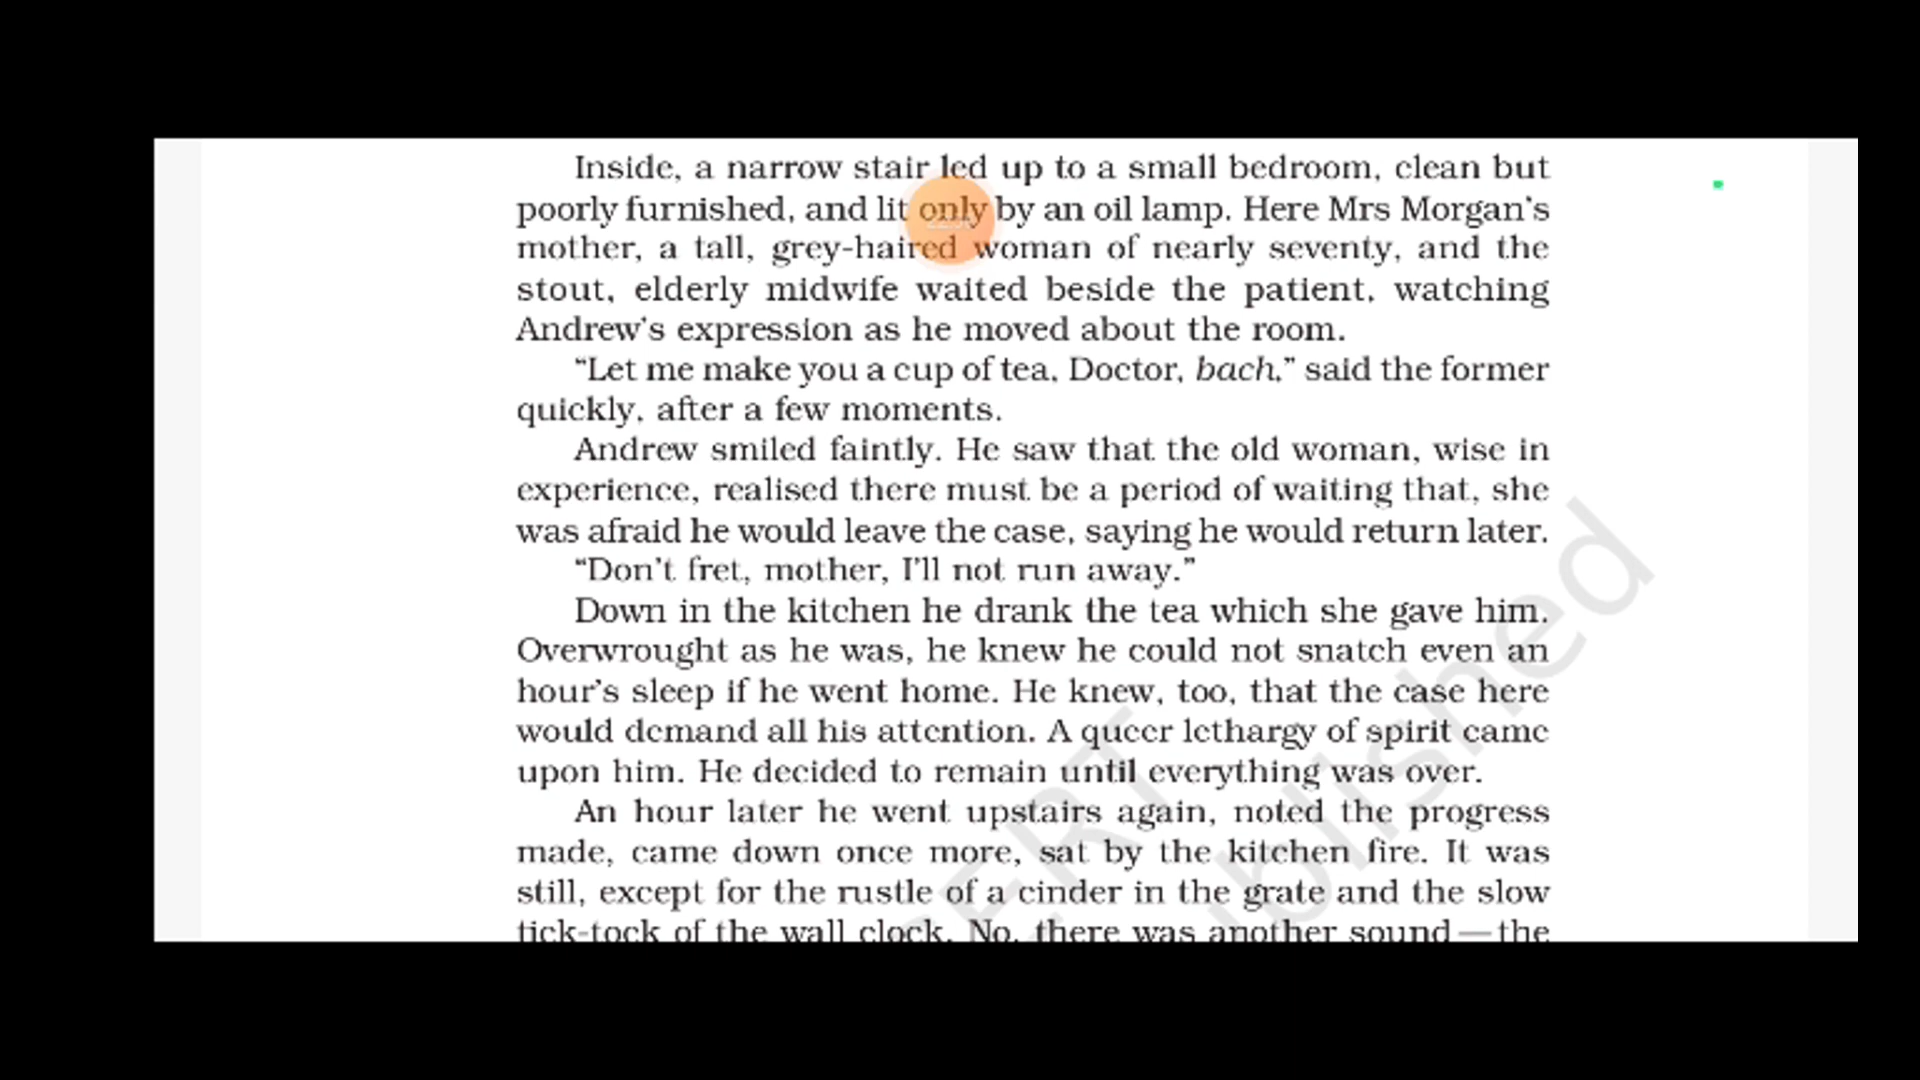 Inside, a narrow stair led up to a small bedroom, clean but
poorly furnished, and lit only by an oil lamp. Here Mrs Morgan's
mother, a tall, grey-haired woman of nearly seventy, and the
stout, elderly midwife waited beside the patient, watching
Andrew's expression as he moved about the room.
“Let me make you a cup of tea, Doctor, bach,” said the former
quickly, after a few moments.
Andrew smiled faintly. He saw that the old woman, wise in
experience, realised there must be a period of waiting that, she
was afraid he would leave the case, saying he would return later.
“Don't fret, mother, I'll not run away.”
Down in the kitchen he drank the tea which she gave him.
Overwrought as he was, he knew he could not snatch even an
hour's sleep if he went home. He knew, too, that the case here
would demand all his attention. A queer lethargy of spirit came
upon him. He decided to remain until everything was over.
An hour later he went upstairs again, noted the progress
made, came down once more, sat by the kitchen fire. It was
still, except for the rustle of a cinder in the grate and the slow
tick-tock of the wall clock. No, there was another sound — the